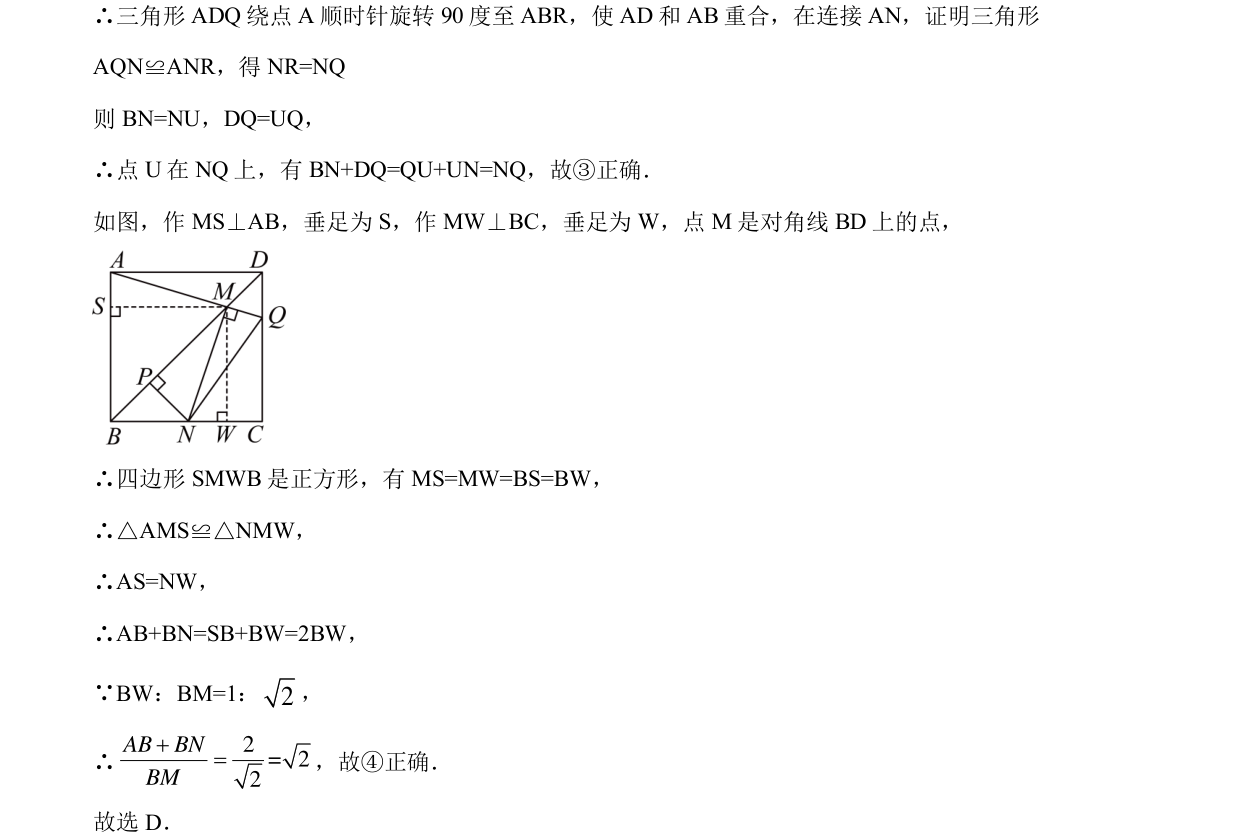 ∴三角形 ADQ 绕点 A 顺时针旋转 90 度至 ABR，使 AD 和 AB 重合，在连接 AN，证明三角形
AQN≌ANR，得 NR=NQ
则 BN=NU，DQ=UQ，
∴点 U 在 NQ 上，有 BN+DQ=QU+UN=NQ，故③正确．
如图，作 MS⊥AB，垂足为 S，作 MW⊥BC，垂足为 W，点 M 是对角线 BD 上的点，
A D
S M Q
P
B N W C
∴四边形 SMWB 是正方形，有 MS=MW=BS=BW，
∴△AMS≌△NMW，
∴AS=NW，
∴AB+BN=SB+BW=2BW，
∵BW：BM=1：√2，
∴(AB+BN)/BM=2/√2=√2，故④正确．
故选 D．